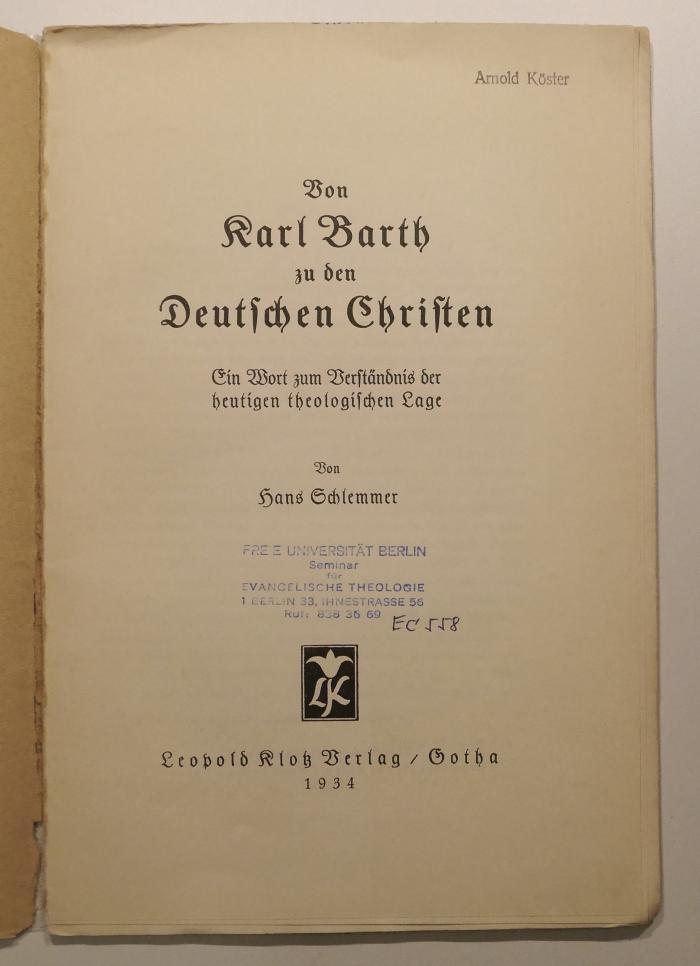 Arnold Köster
Von
Karl Barth
zu den
Deutschen Christen
Ein Wort zum Verständnis der
heutigen theologischen Lage
Von
Hans Schlemmer
FREIE UNIVERSITÄT BERLIN
Seminar
für
EVANGELISCHE THEOLOGIE
1 BERLIN 33, IHNESTRASSE 56
Ruf: 838 36 69
EC 558
LK
Leopold Klotz Verlag / Gotha
1934